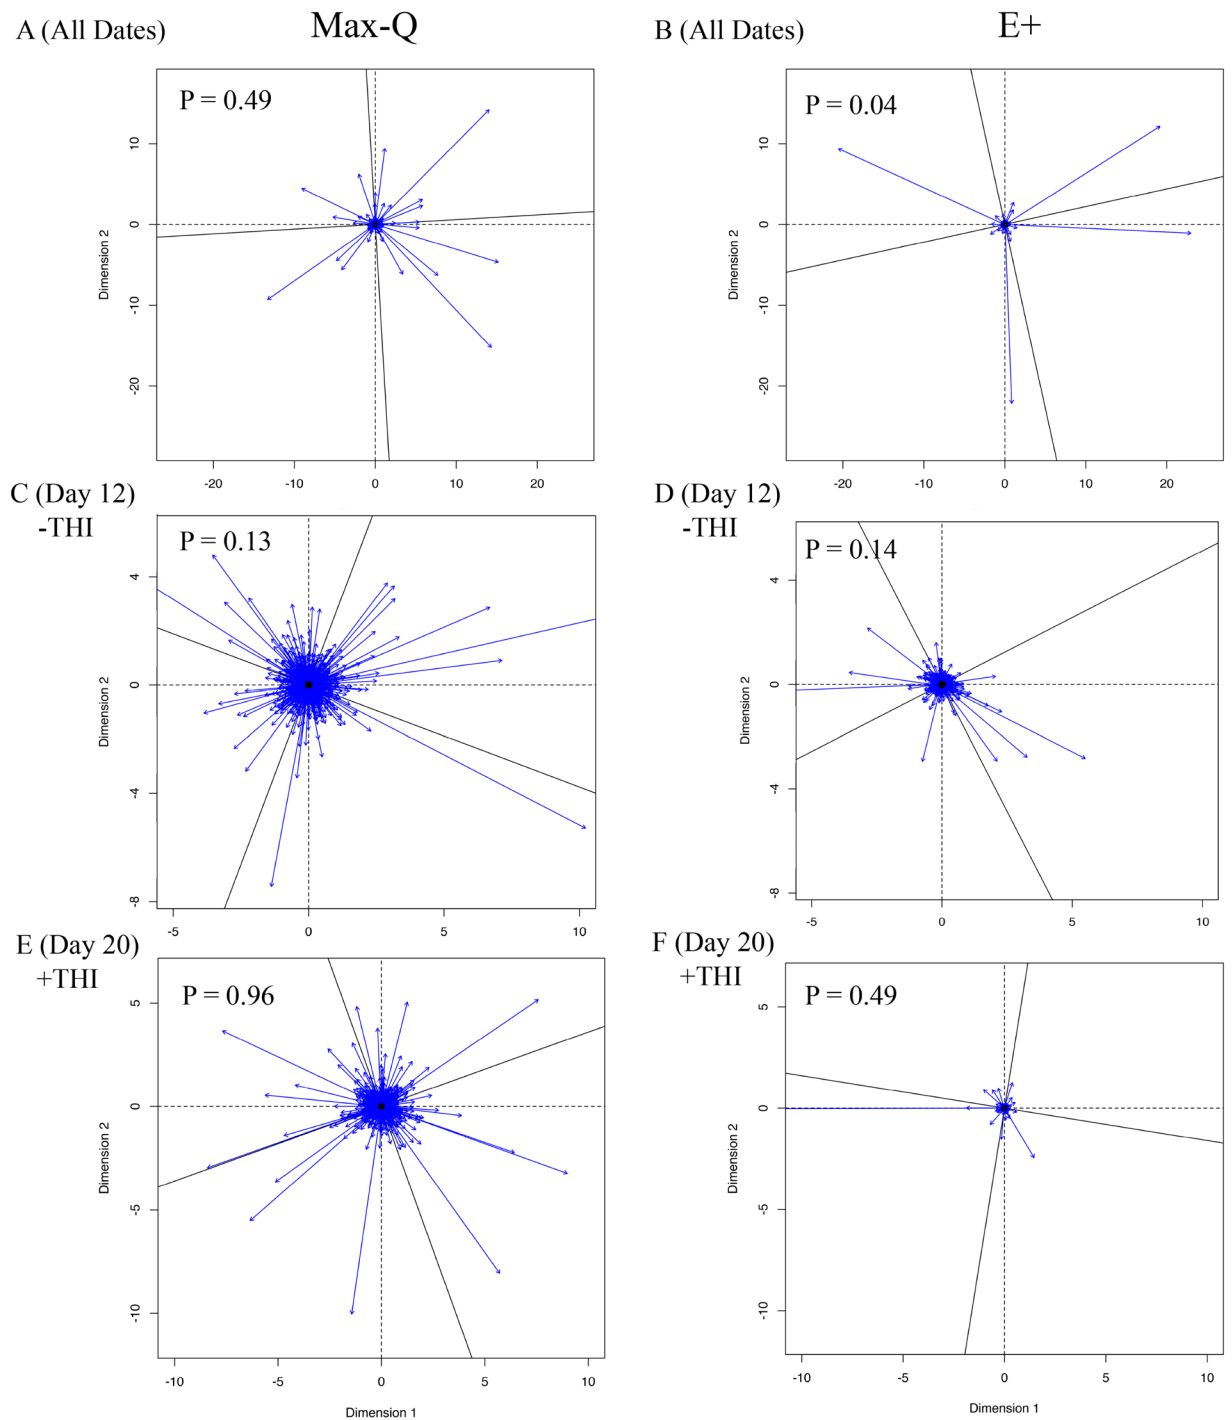 A (All Dates) Max-Q
B (All Dates) E+
P = 0.49
10
0
-10
-20
Dimension 2
-20 -10 0 10 20
P = 0.04
10
0
-10
-20
Dimension 2
-20 -10 0 10 20
C (Day 12)
-THI
P = 0.13
4
0
-4
-8
Dimension 2
-5 0 5 10
D (Day 12)
-THI
P = 0.14
4
0
-4
-8
Dimension 2
-5 0 5 10
E (Day 20)
+THI
P = 0.96
5
0
-5
-10
Dimension 2
-10 -5 0 5 10
Dimension 1
F (Day 20)
+THI
P = 0.49
5
0
-5
-10
Dimension 2
-10 -5 0 5 10
Dimension 1